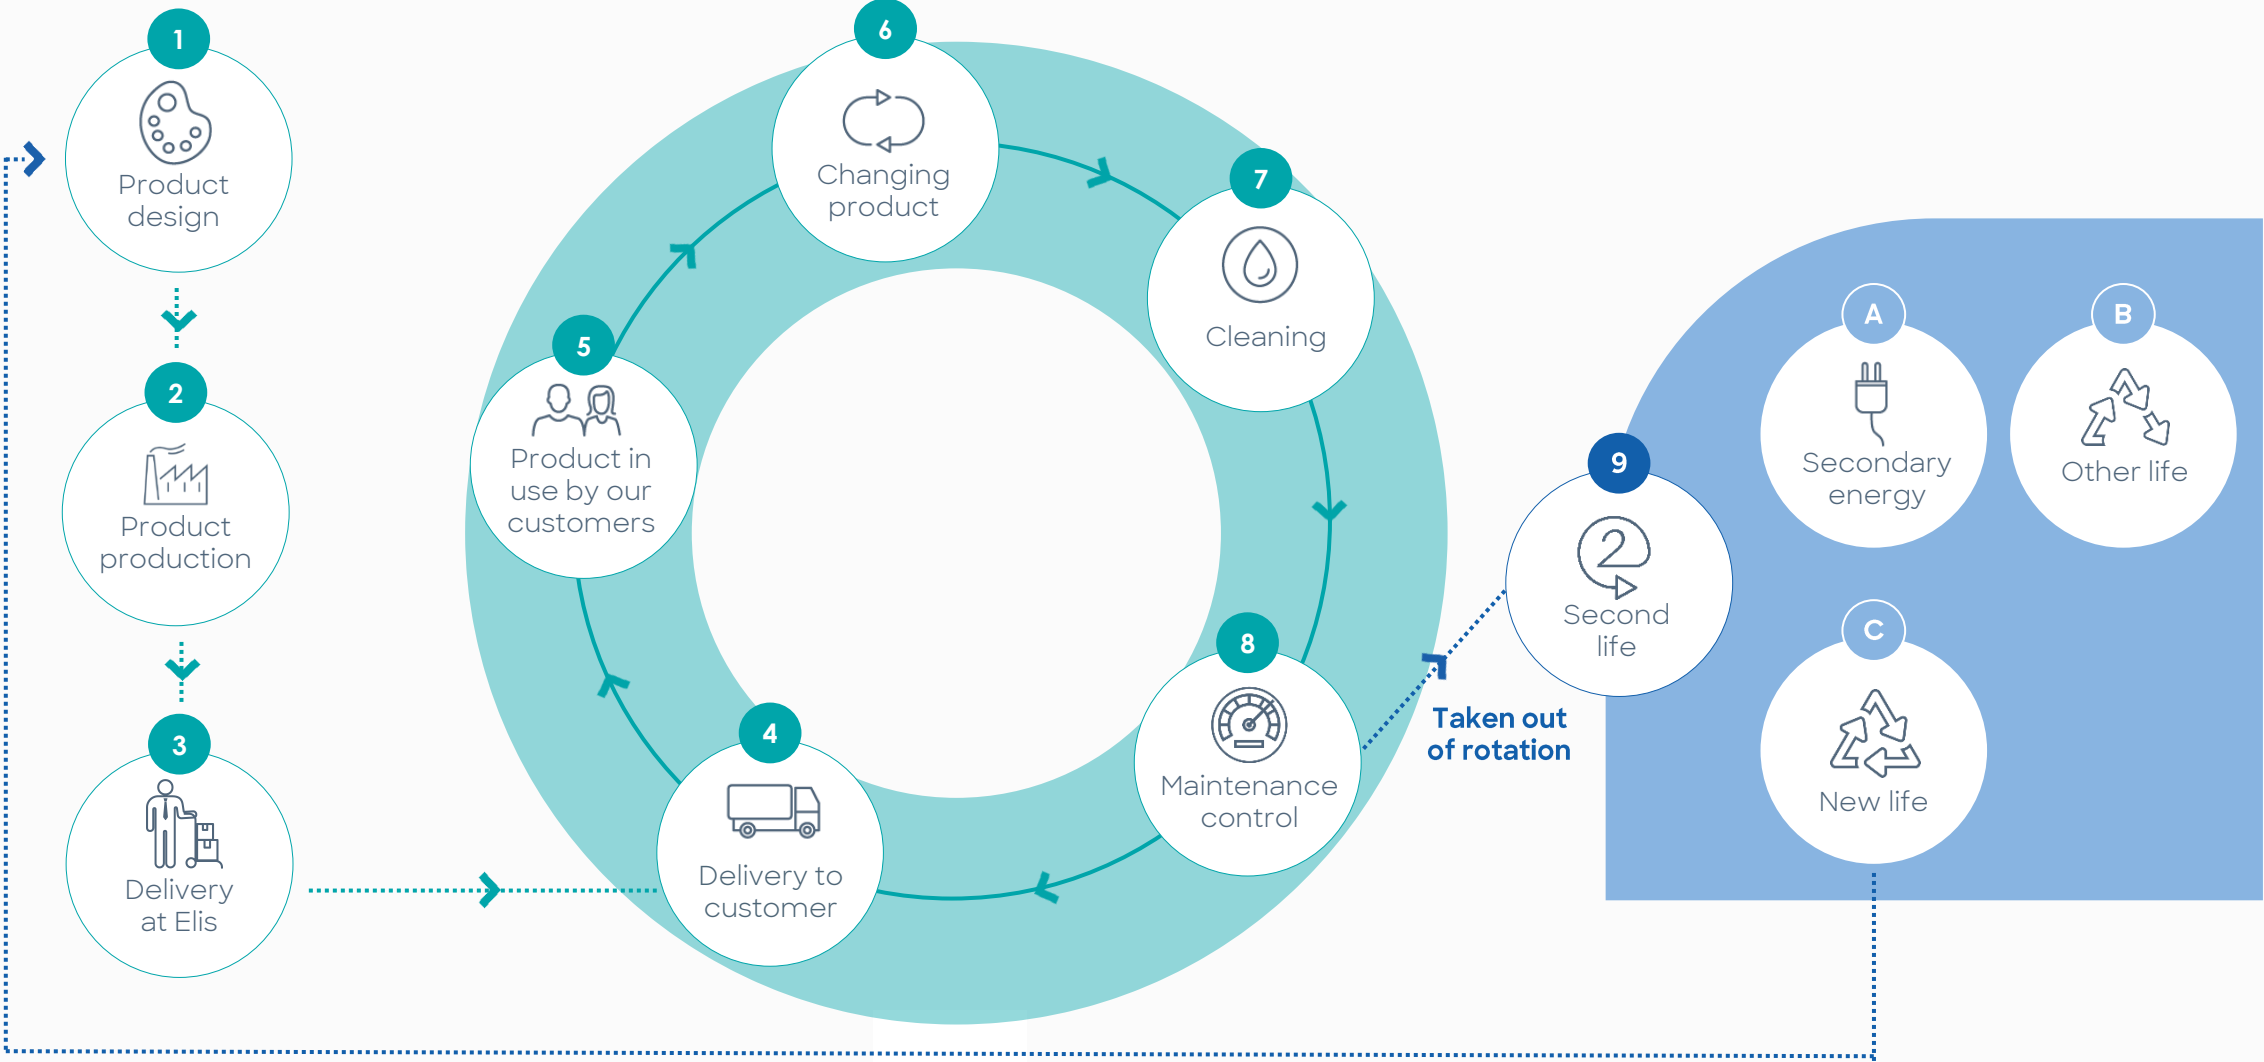 1
Product
design
2
Product
production
3
Delivery
at Elis
4
Delivery to
customer
5
Product in
use by our
customers
6
Changing
product
7
Cleaning
8
Maintenance
control
Taken out
of rotation
9
2
Second
life
A
Secondary
energy
B
Other life
C
New life